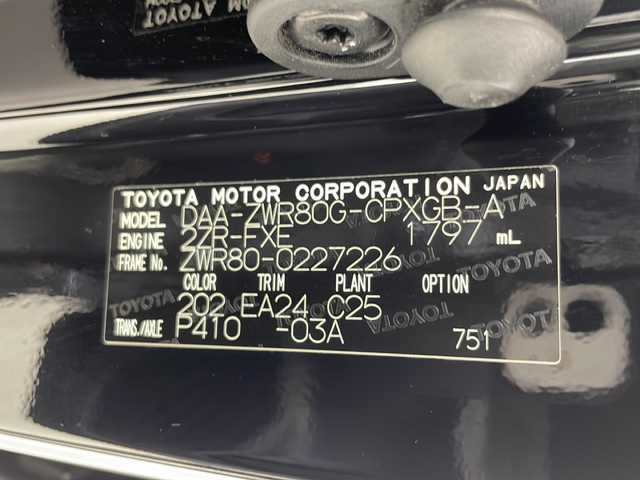 TOYOTA MOTOR CORPORATION JAPAN
MODEL DAA-ZWR80G-CPXGB-A
ENGINE 2ZR-FXE 1797 mL
FRAME No. ZWR80-0227226
COLOR TRIM PLANT OPTION
202 EA24 C25
TRANS./AXLE P410 -03A 751